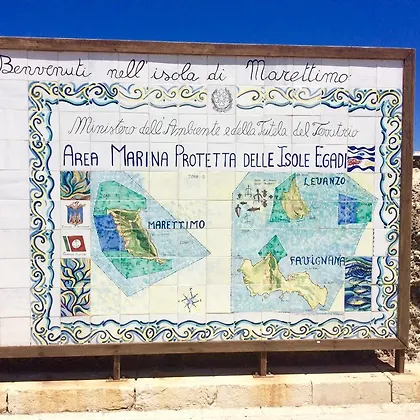 Benvenuti nell'isola di Marettimo
Ministero dell'Ambiente e della Tutela del Territorio
AREA MARINA PROTETTA DELLE ISOLE EGADI
LEVANZO
MARETTIMO
FAVIGNANA